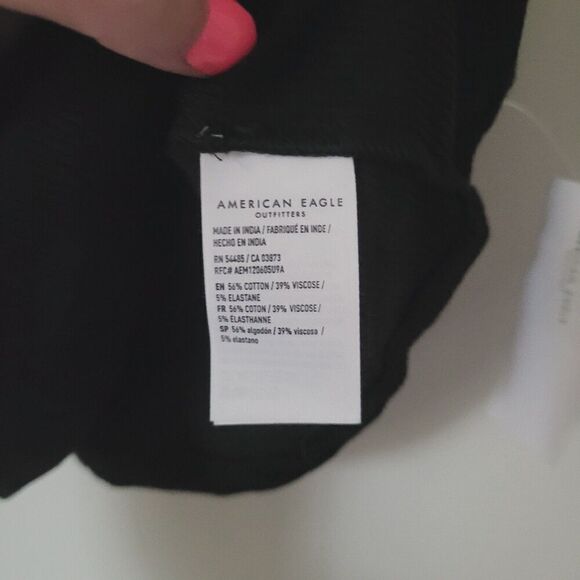 AMERICAN EAGLE
OUTFITTERS
MADE IN INDIA / FABRIQUÉ EN INDE /
HECHO EN INDIA
RN 54485 / CA 03873
RFC# AEM120605U9A
EN 56% COTTON / 39% VISCOSE /
5% ELASTANE
FR 56% COTON / 39% VISCOSE /
5% ELASTHANNE
SP 56% algodón / 39% viscosa /
5% elastano